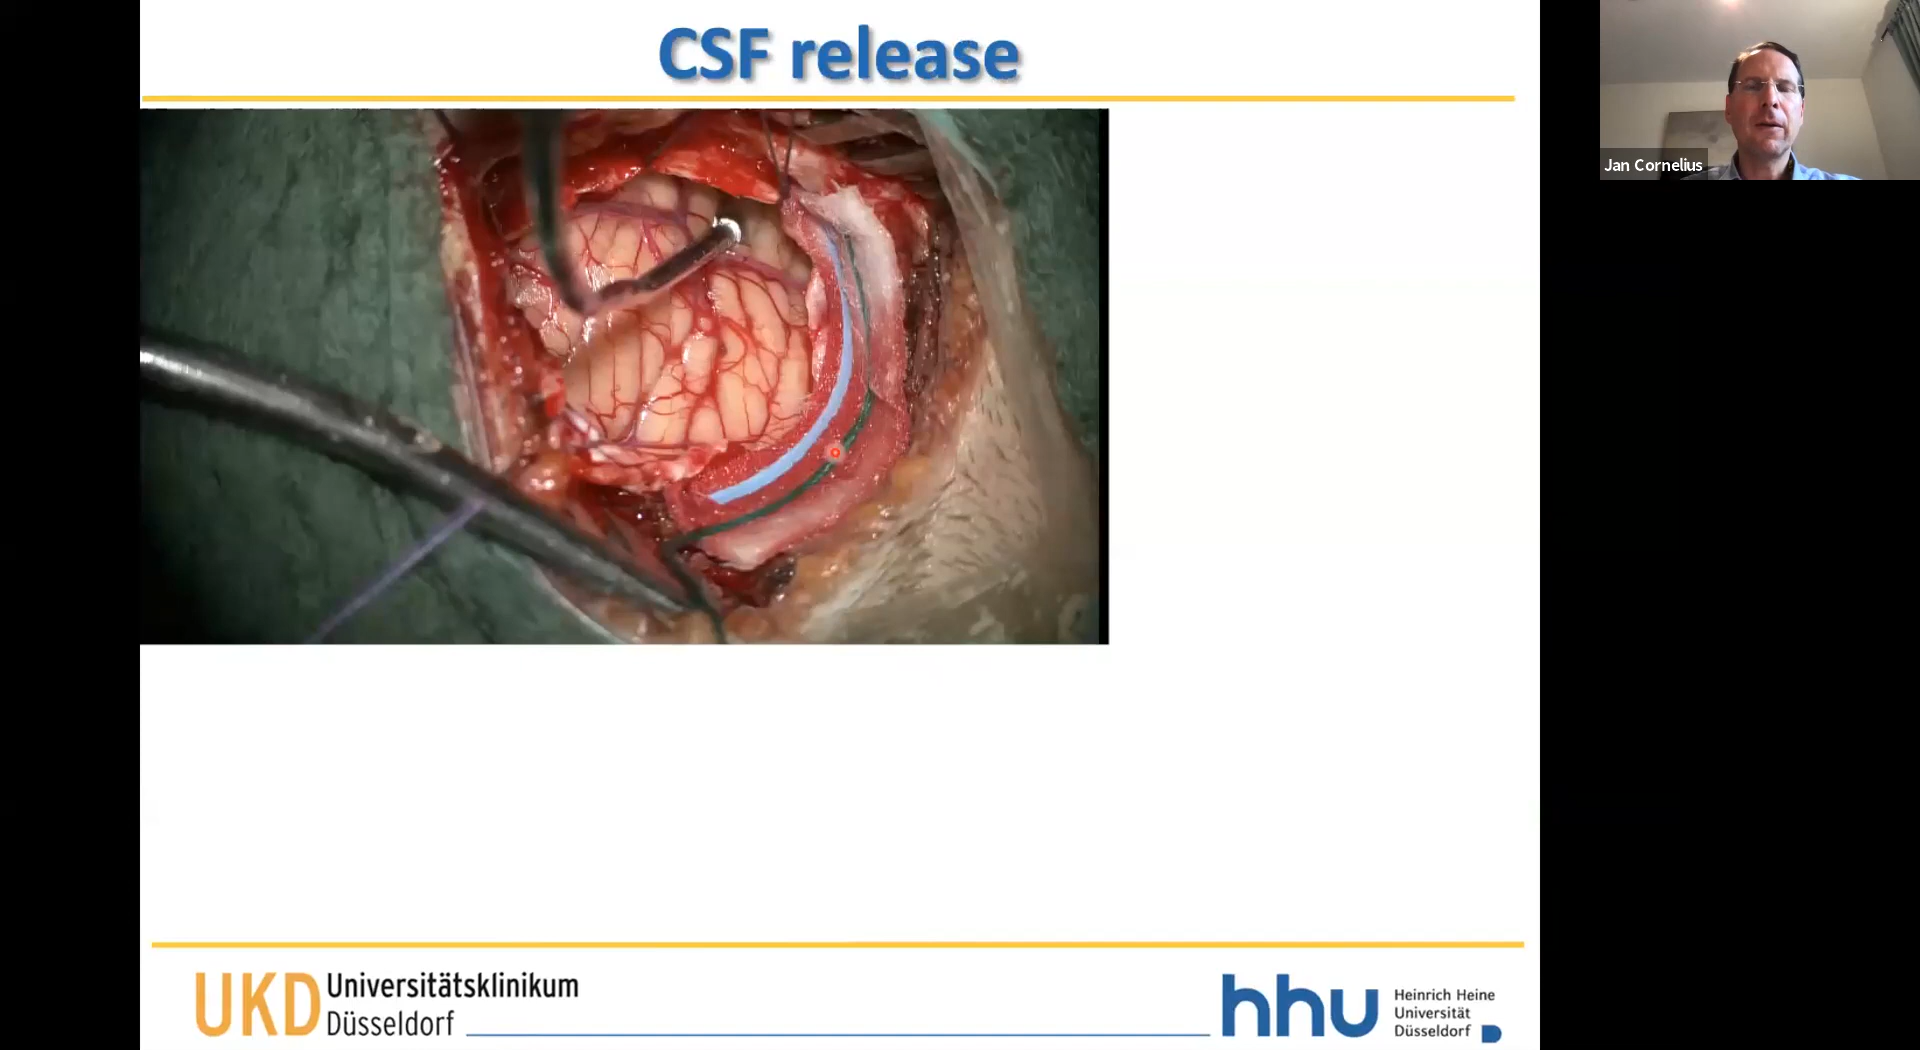 CSF release
Jan Cornelius
UKD Universitätsklinikum
Düsseldorf
hhu Heinrich Heine
Universität
Düsseldorf